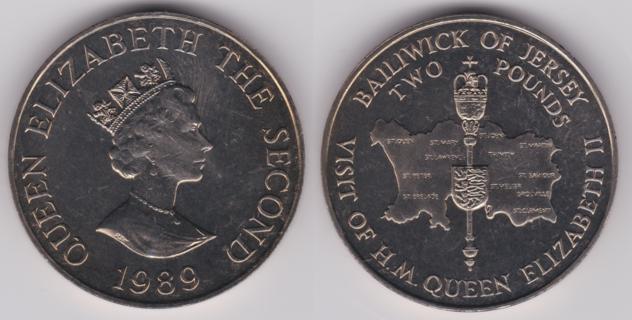 QUEEN ELIZABETH THE SECOND
1989
BAILIWICK OF JERSEY
TWO POUNDS
ST. OUEN ST. MARY ST. JOHN
ST. MARTIN
ST. LAWRENCE TRINITY
ST. PETER ST. SAVIOUR
ST. HELIER
ST. BRELADE GROUVILLE
ST. CLEMENT
VISIT OF H.M. QUEEN ELIZABETH II